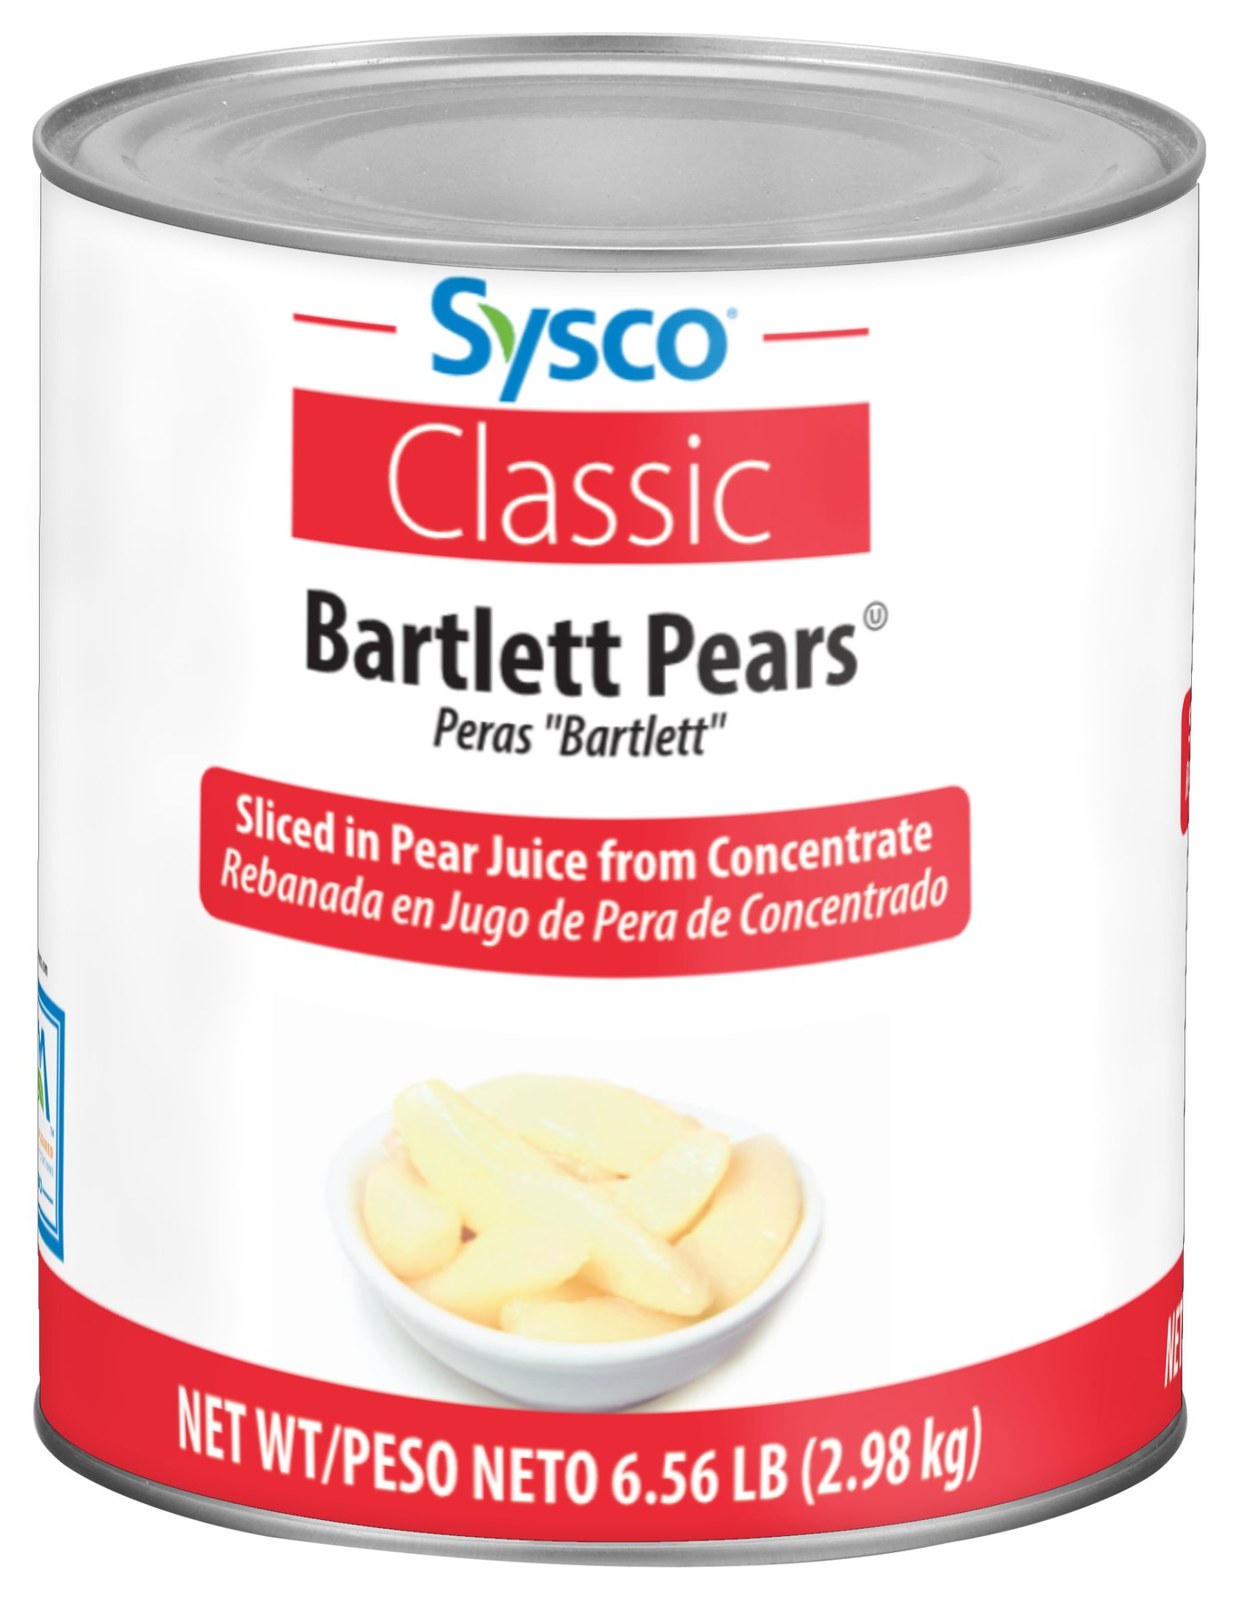 Sysco®
Classic
Bartlett Pears Ⓤ
Peras "Bartlett"
Sliced in Pear Juice from Concentrate
Rebanada en Jugo de Pera de Concentrado
NET WT/PESO NETO 6.56 LB (2.98 kg)